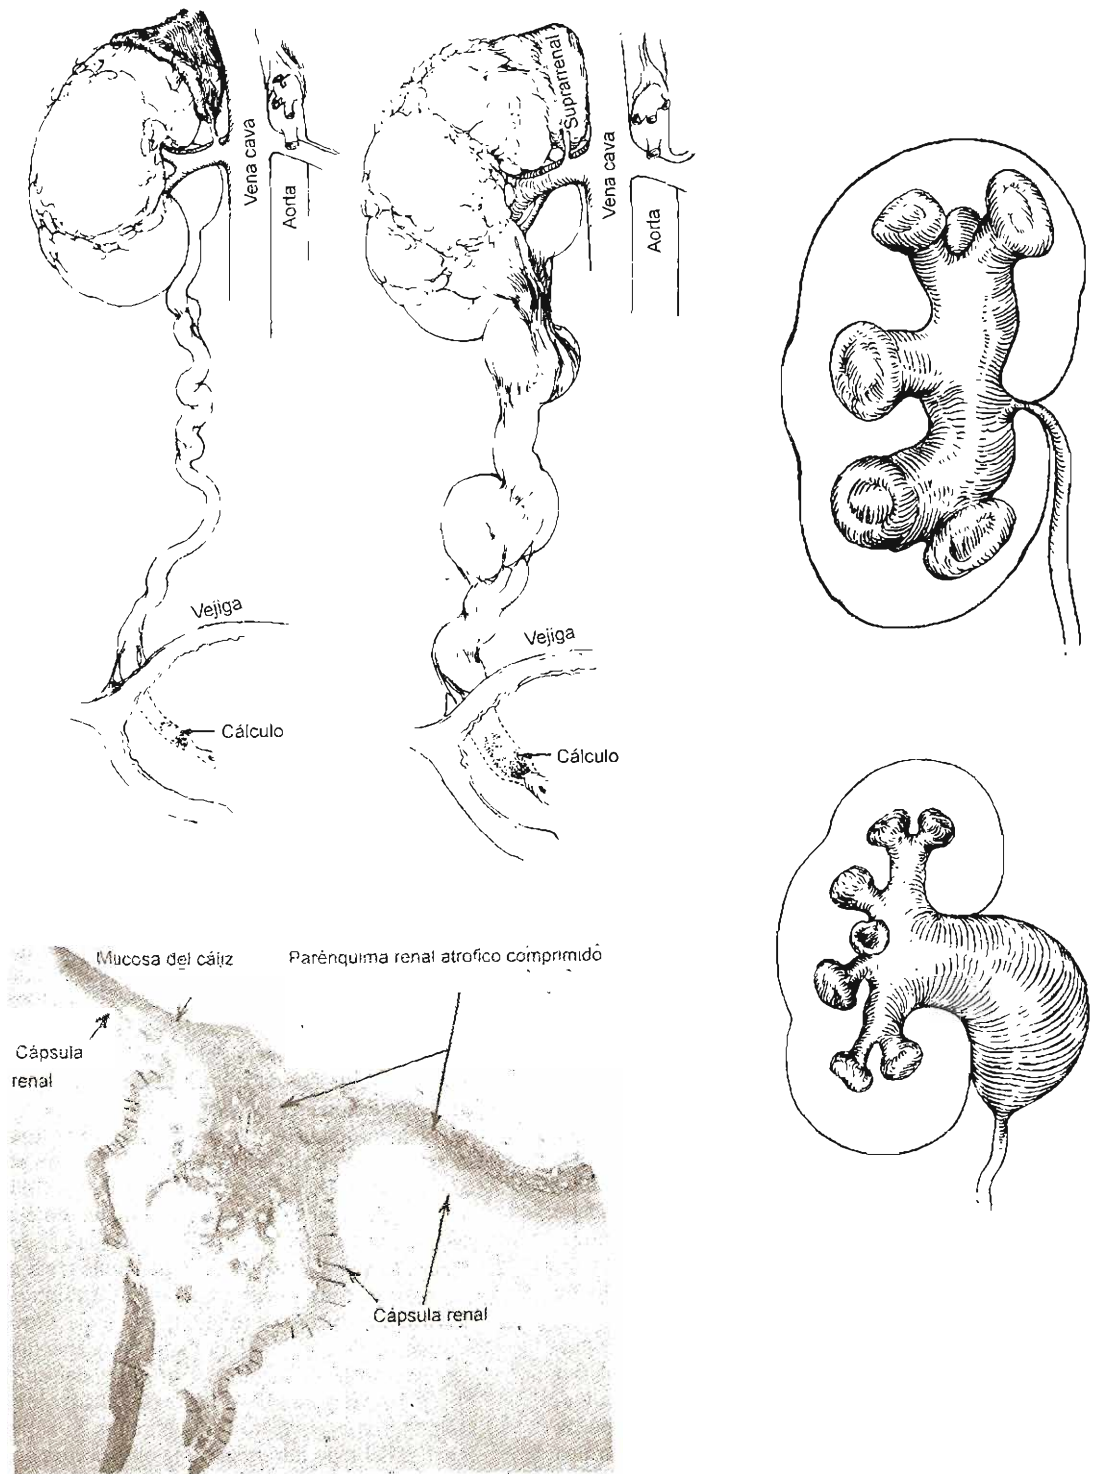 Vena cava
Aorta
Vejiga
Cálculo
Suprarrenal
Vena cava
Aorta
Vejiga
Cálculo
Mucosa del cáliz
Parénquima renal atrofico comprimido
Cápsula
renal
Cápsula renal